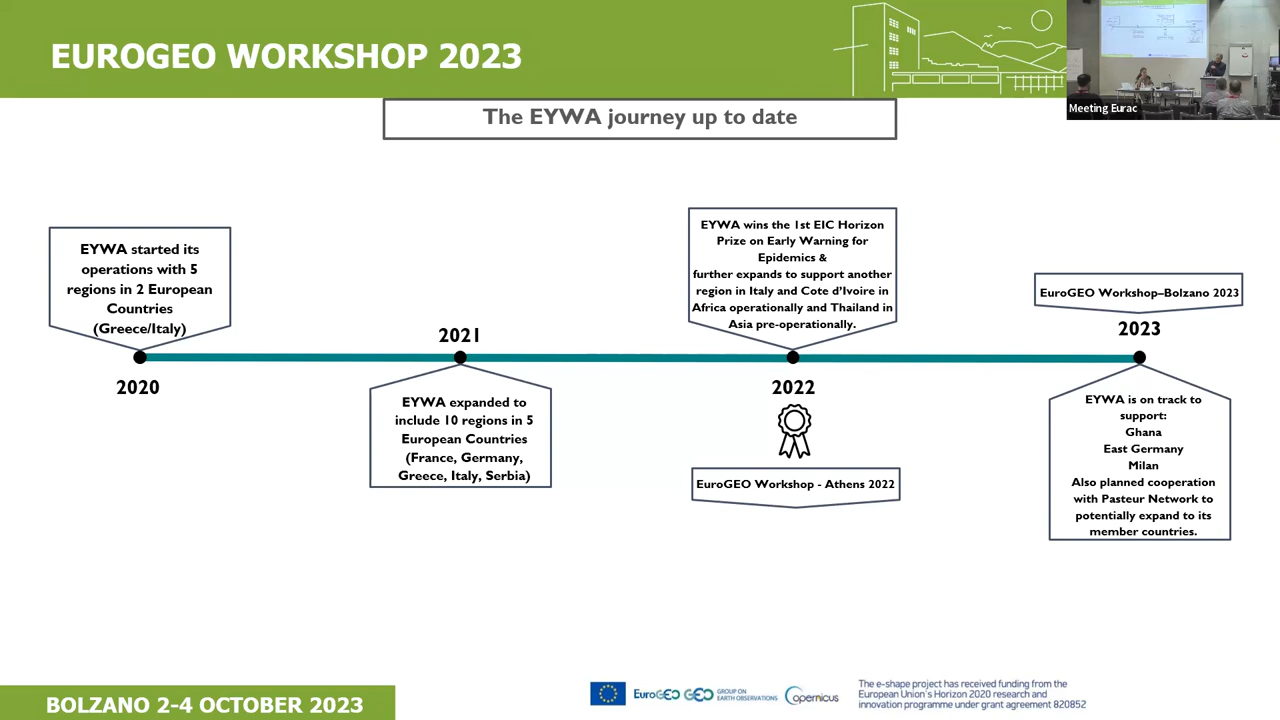 EUROGEO WORKSHOP 2023
Meeting Eurac
The EYWA journey up to date
EYWA started its
operations with 5
regions in 2 European
Countries
(Greece/Italy)
2020
2021
EYWA expanded to
include 10 regions in 5
European Countries
(France, Germany,
Greece, Italy, Serbia)
EYWA wins the 1st EIC Horizon
Prize on Early Warning for
Epidemics &
further expands to support another
region in Italy and Cote d'Ivoire in
Africa operationally and Thailand in
Asia pre-operationally.
2022
EuroGEO Workshop - Athens 2022
EuroGEO Workshop–Bolzano 2023
2023
EYWA is on track to
support:
Ghana
East Germany
Milan
Also planned cooperation
with Pasteur Network to
potentially expand to its
member countries.
BOLZANO 2-4 OCTOBER 2023
EuroGEO
GEO GROUP ON
EARTH OBSERVATIONS
Copernicus
The e-shape project has received funding from the
European Union's Horizon 2020 research and
innovation programme under grant agreement 820852